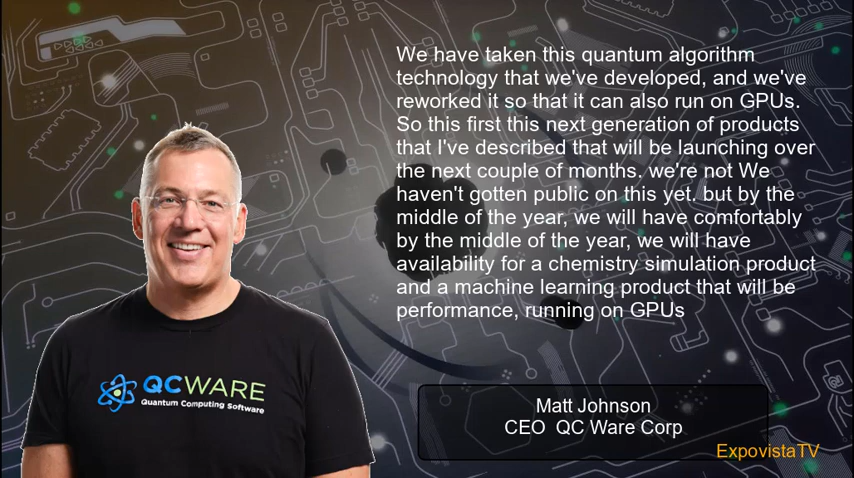 We have taken this quantum algorithm
technology that we've developed, and we've
reworked it so that it can also run on GPUs.
So this first this next generation of products
that I've described that will be launching over
the next couple of months. we're not We
haven't gotten public on this yet. but by the
middle of the year, we will have comfortably
by the middle of the year, we will have
availability for a chemistry simulation product
and a machine learning product that will be
performance, running on GPUs
QCWARE
Quantum Computing Software
Matt Johnson
CEO QC Ware Corp
ExpovistaTV